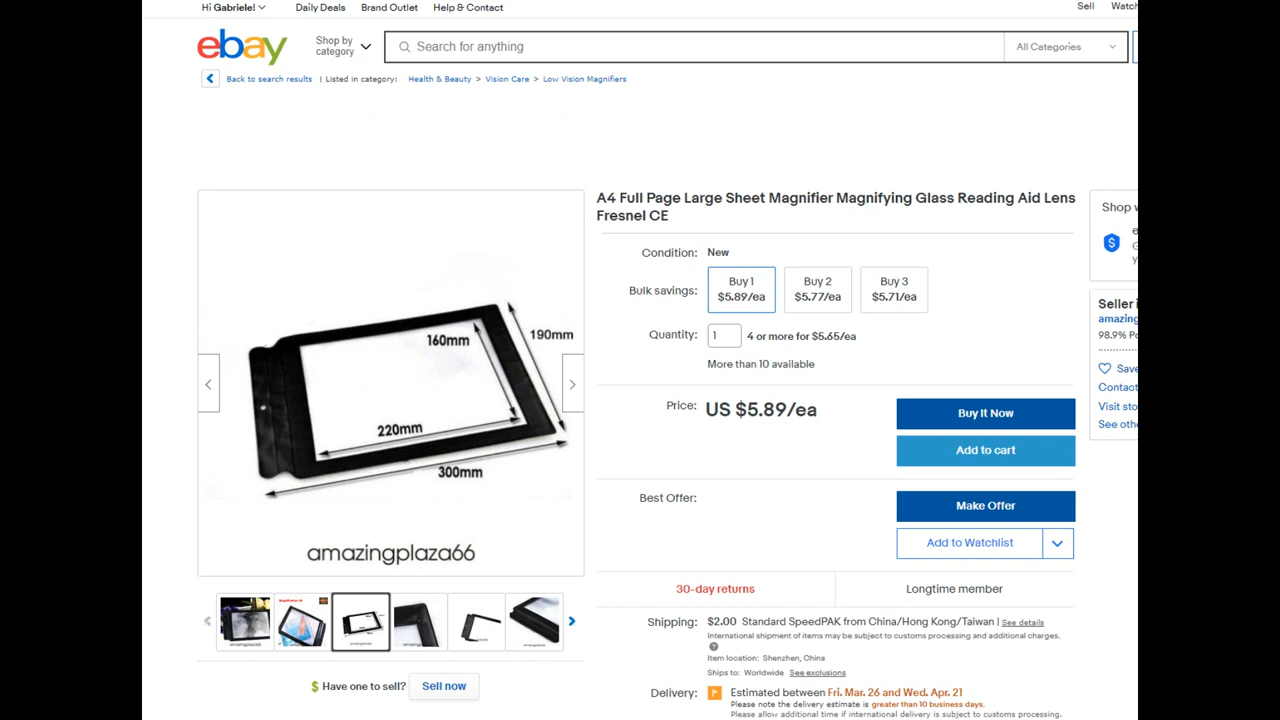 Hi Gabriele!
Daily Deals
Brand Outlet
Help & Contact
Sell
Watch
ebay
Shop by
category
Search for anything
All Categories
Back to search results | Listed in category: Health & Beauty > Vision Care > Low Vision Magnifiers
A4 Full Page Large Sheet Magnifier Magnifying Glass Reading Aid Lens
Fresnel CE
Condition: New
Bulk savings:
Buy 1
$5.89/ea
Buy 2
$5.77/ea
Buy 3
$5.71/ea
Quantity: 1 4 or more for $5.65/ea
More than 10 available
Price: US $5.89/ea
Buy It Now
Add to cart
Best Offer:
Make Offer
Add to Watchlist
30-day returns
Longtime member
Shipping: $2.00 Standard SpeedPAK from China/Hong Kong/Taiwan | See details
International shipment of items may be subject to customs processing and additional charges.
Item location: Shenzhen, China
Ships to: Worldwide See exclusions
Delivery: Estimated between Fri. Mar. 26 and Wed. Apr. 21
Please note the delivery estimate is greater than 10 business days.
Please allow additional time if international delivery is subject to customs processing.
160mm
190mm
220mm
300mm
amazingplaza66
$ Have one to sell?
Sell now
Shop w
Seller i
amazing
98.9% Po
Save
Contact
Visit sto
See othe